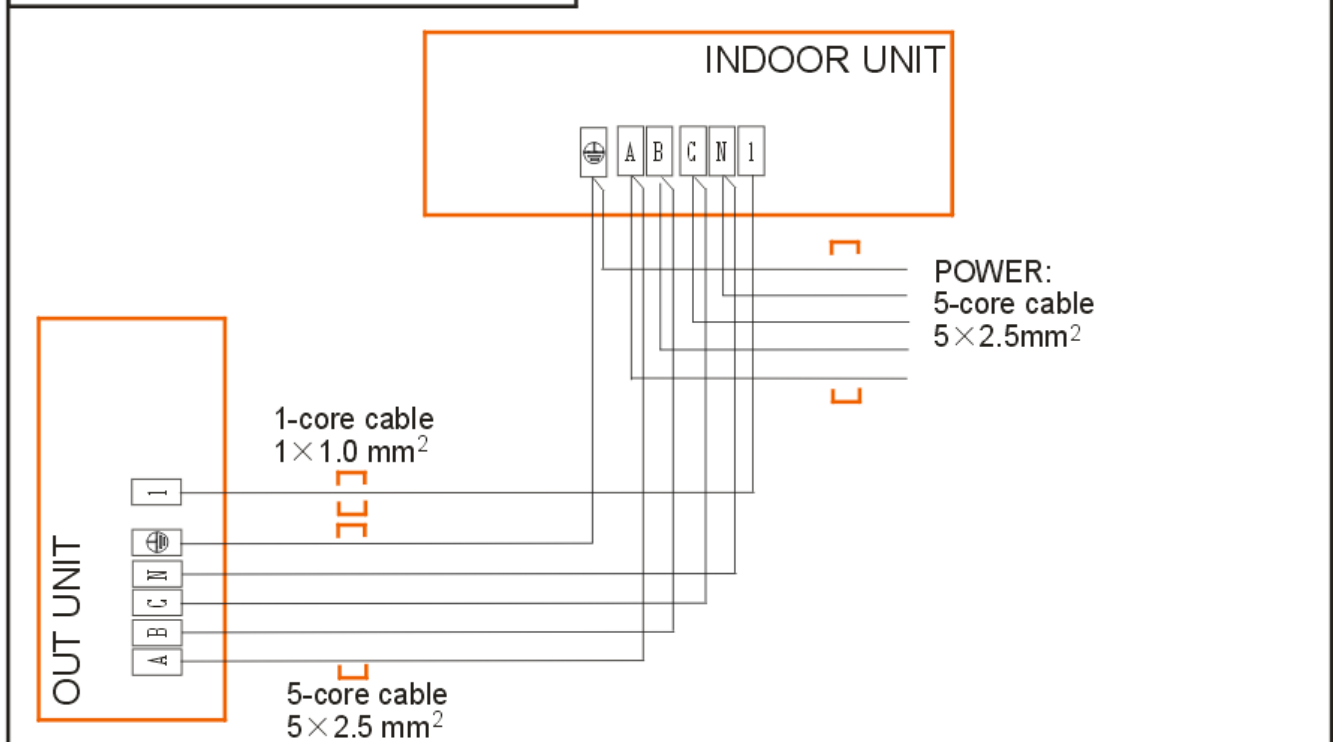 INDOOR UNIT
A B C N 1
POWER:
5-core cable
5×2.5mm²
1-core cable
1×1.0 mm²
1
N
C
B
A
OUT UNIT
5-core cable
5×2.5 mm²